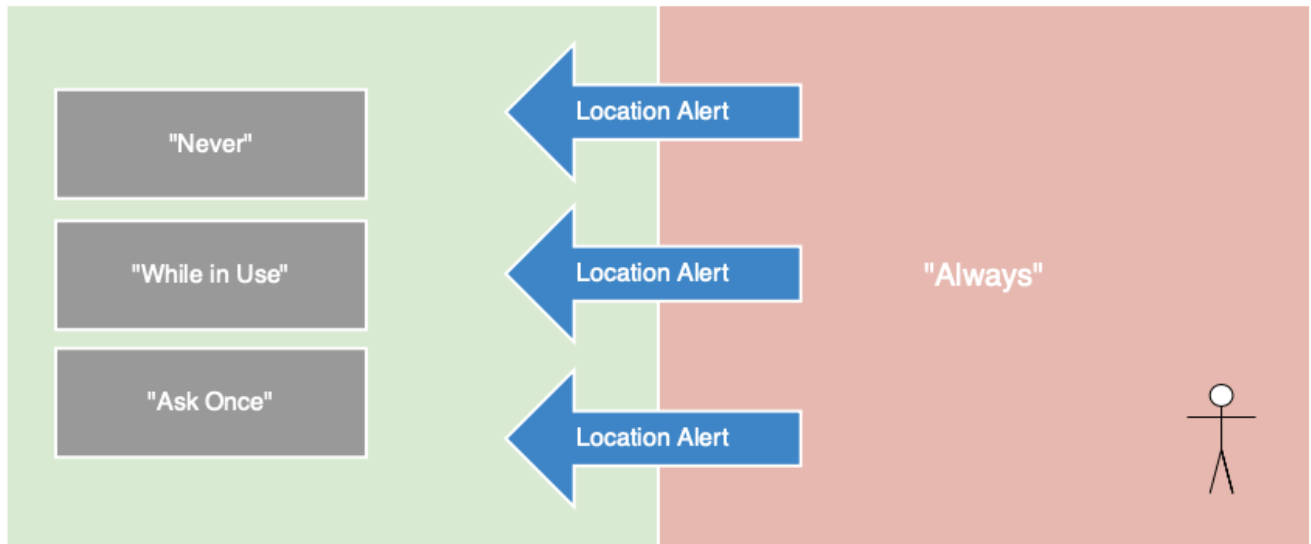 "Never"
Location Alert
"While in Use"
Location Alert
"Always"
"Ask Once"
Location Alert